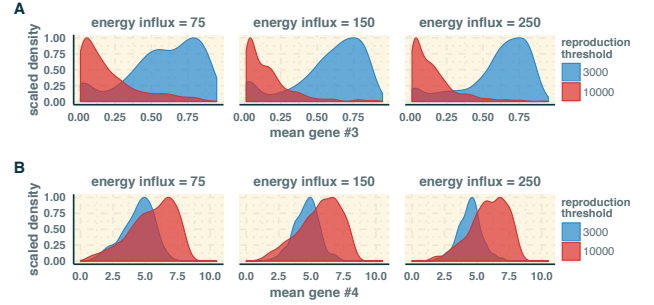 A
energy influx = 75
energy influx = 150
energy influx = 250
scaled density
1.00
0.75
0.50
0.25
0.00
0.00 0.25 0.50 0.75
0.00 0.25 0.50 0.75
0.00 0.25 0.50 0.75
mean gene #3
reproduction
threshold
3000
10000
B
energy influx = 75
energy influx = 150
energy influx = 250
scaled density
1.00
0.75
0.50
0.25
0.00
0.0 2.5 5.0 7.5 10.0
0.0 2.5 5.0 7.5 10.0
0.0 2.5 5.0 7.5 10.0
mean gene #4
reproduction
threshold
3000
10000